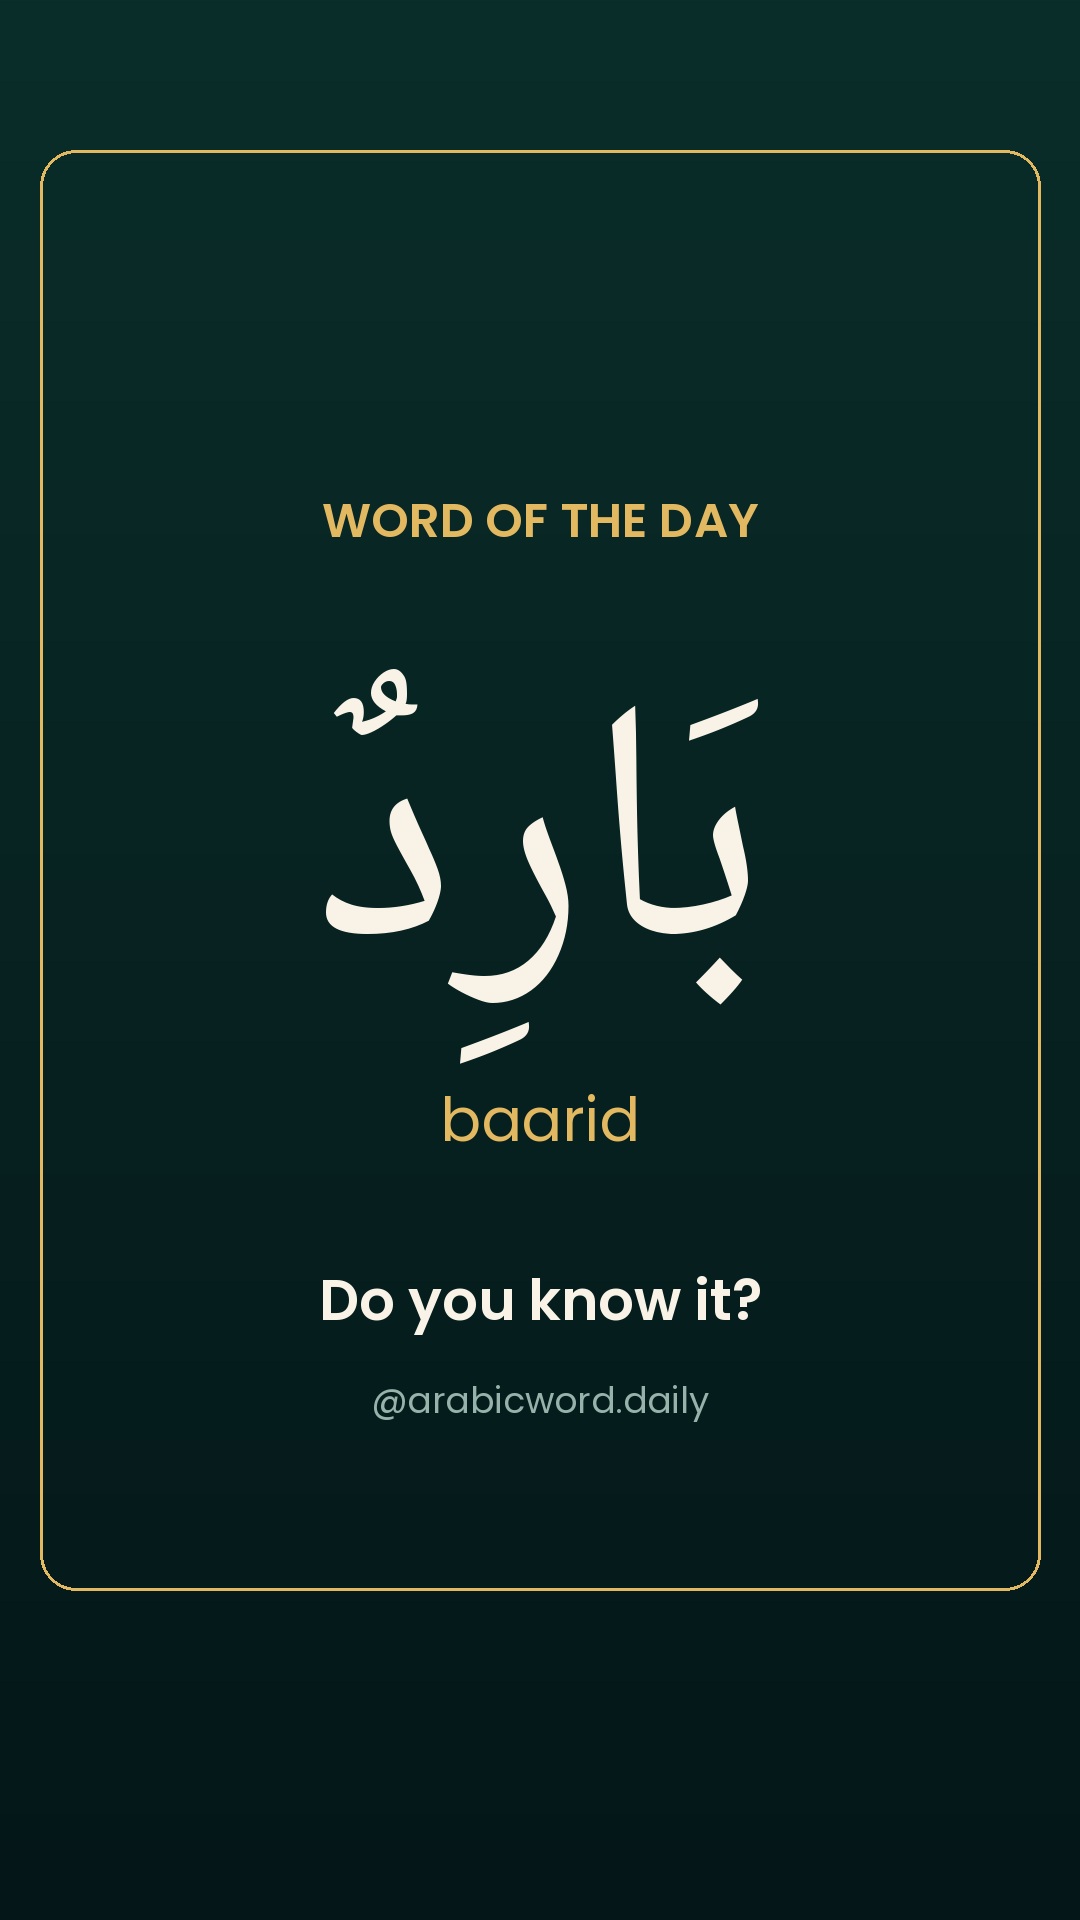 WORD OF THE DAY
بَارِدٌ
baarid
Do you know it?
@arabicword.daily